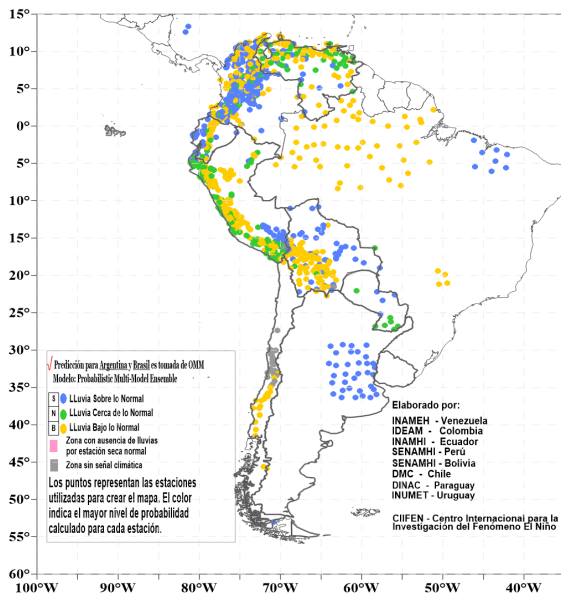 15°
10°
5°
0°
5°
10°
15°
20°
25°
30°
35°
40°
45°
50°
55°
60°
100°W
90°W
80°W
70°W
60°W
50°W
40°W
√ Predicción para Argentina y Brasil es tomada de OMM
Modelo: Probabilistic Multi-Model Ensemble
S LLuvia Sobre lo Normal
N LLuvia Cerca de lo Normal
B LLuvia Bajo lo Normal
Zona con ausencia de lluvias
por estación seca normal
Zona sin señal climática
Los puntos representan las estaciones
utilizadas para crear el mapa. El color
indica el mayor nivel de probabilidad
calculado para cada estación.
Elaborado por:
INAMEH - Venezuela
IDEAM - Colombia
INAMHI - Ecuador
SENAMHI - Perú
SENAMHI - Bolivia
DMC - Chile
DINAC - Paraguay
INUMET - Uruguay
CIIFEN - Centro Internacional para la
Investigación del Fenómeno El Niño